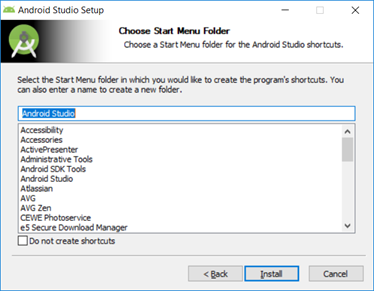 Android Studio Setup
Choose Start Menu Folder
Choose a Start Menu folder for the Android Studio shortcuts.
Select the Start Menu folder in which you would like to create the program's shortcuts. You
can also enter a name to create a new folder.
Android Studio
Accessibility
Accessories
ActivePresenter
Administrative Tools
Android SDK Tools
Android Studio
Atlassian
AVG
AVG Zen
CEWE Photoservice
e5 Secure Download Manager
Do not create shortcuts
< Back
Install
Cancel